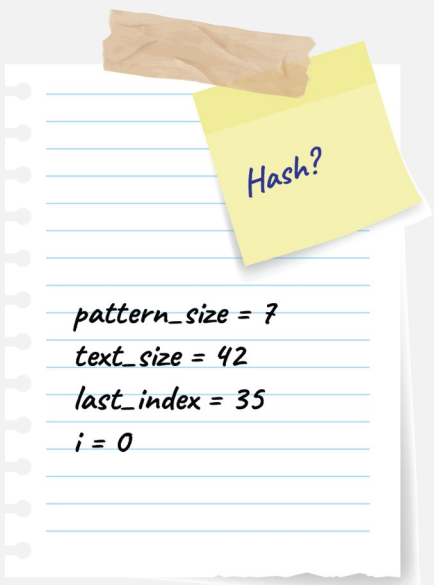 Hash?
pattern_size = 7
text_size = 42
last_index = 35
i = 0